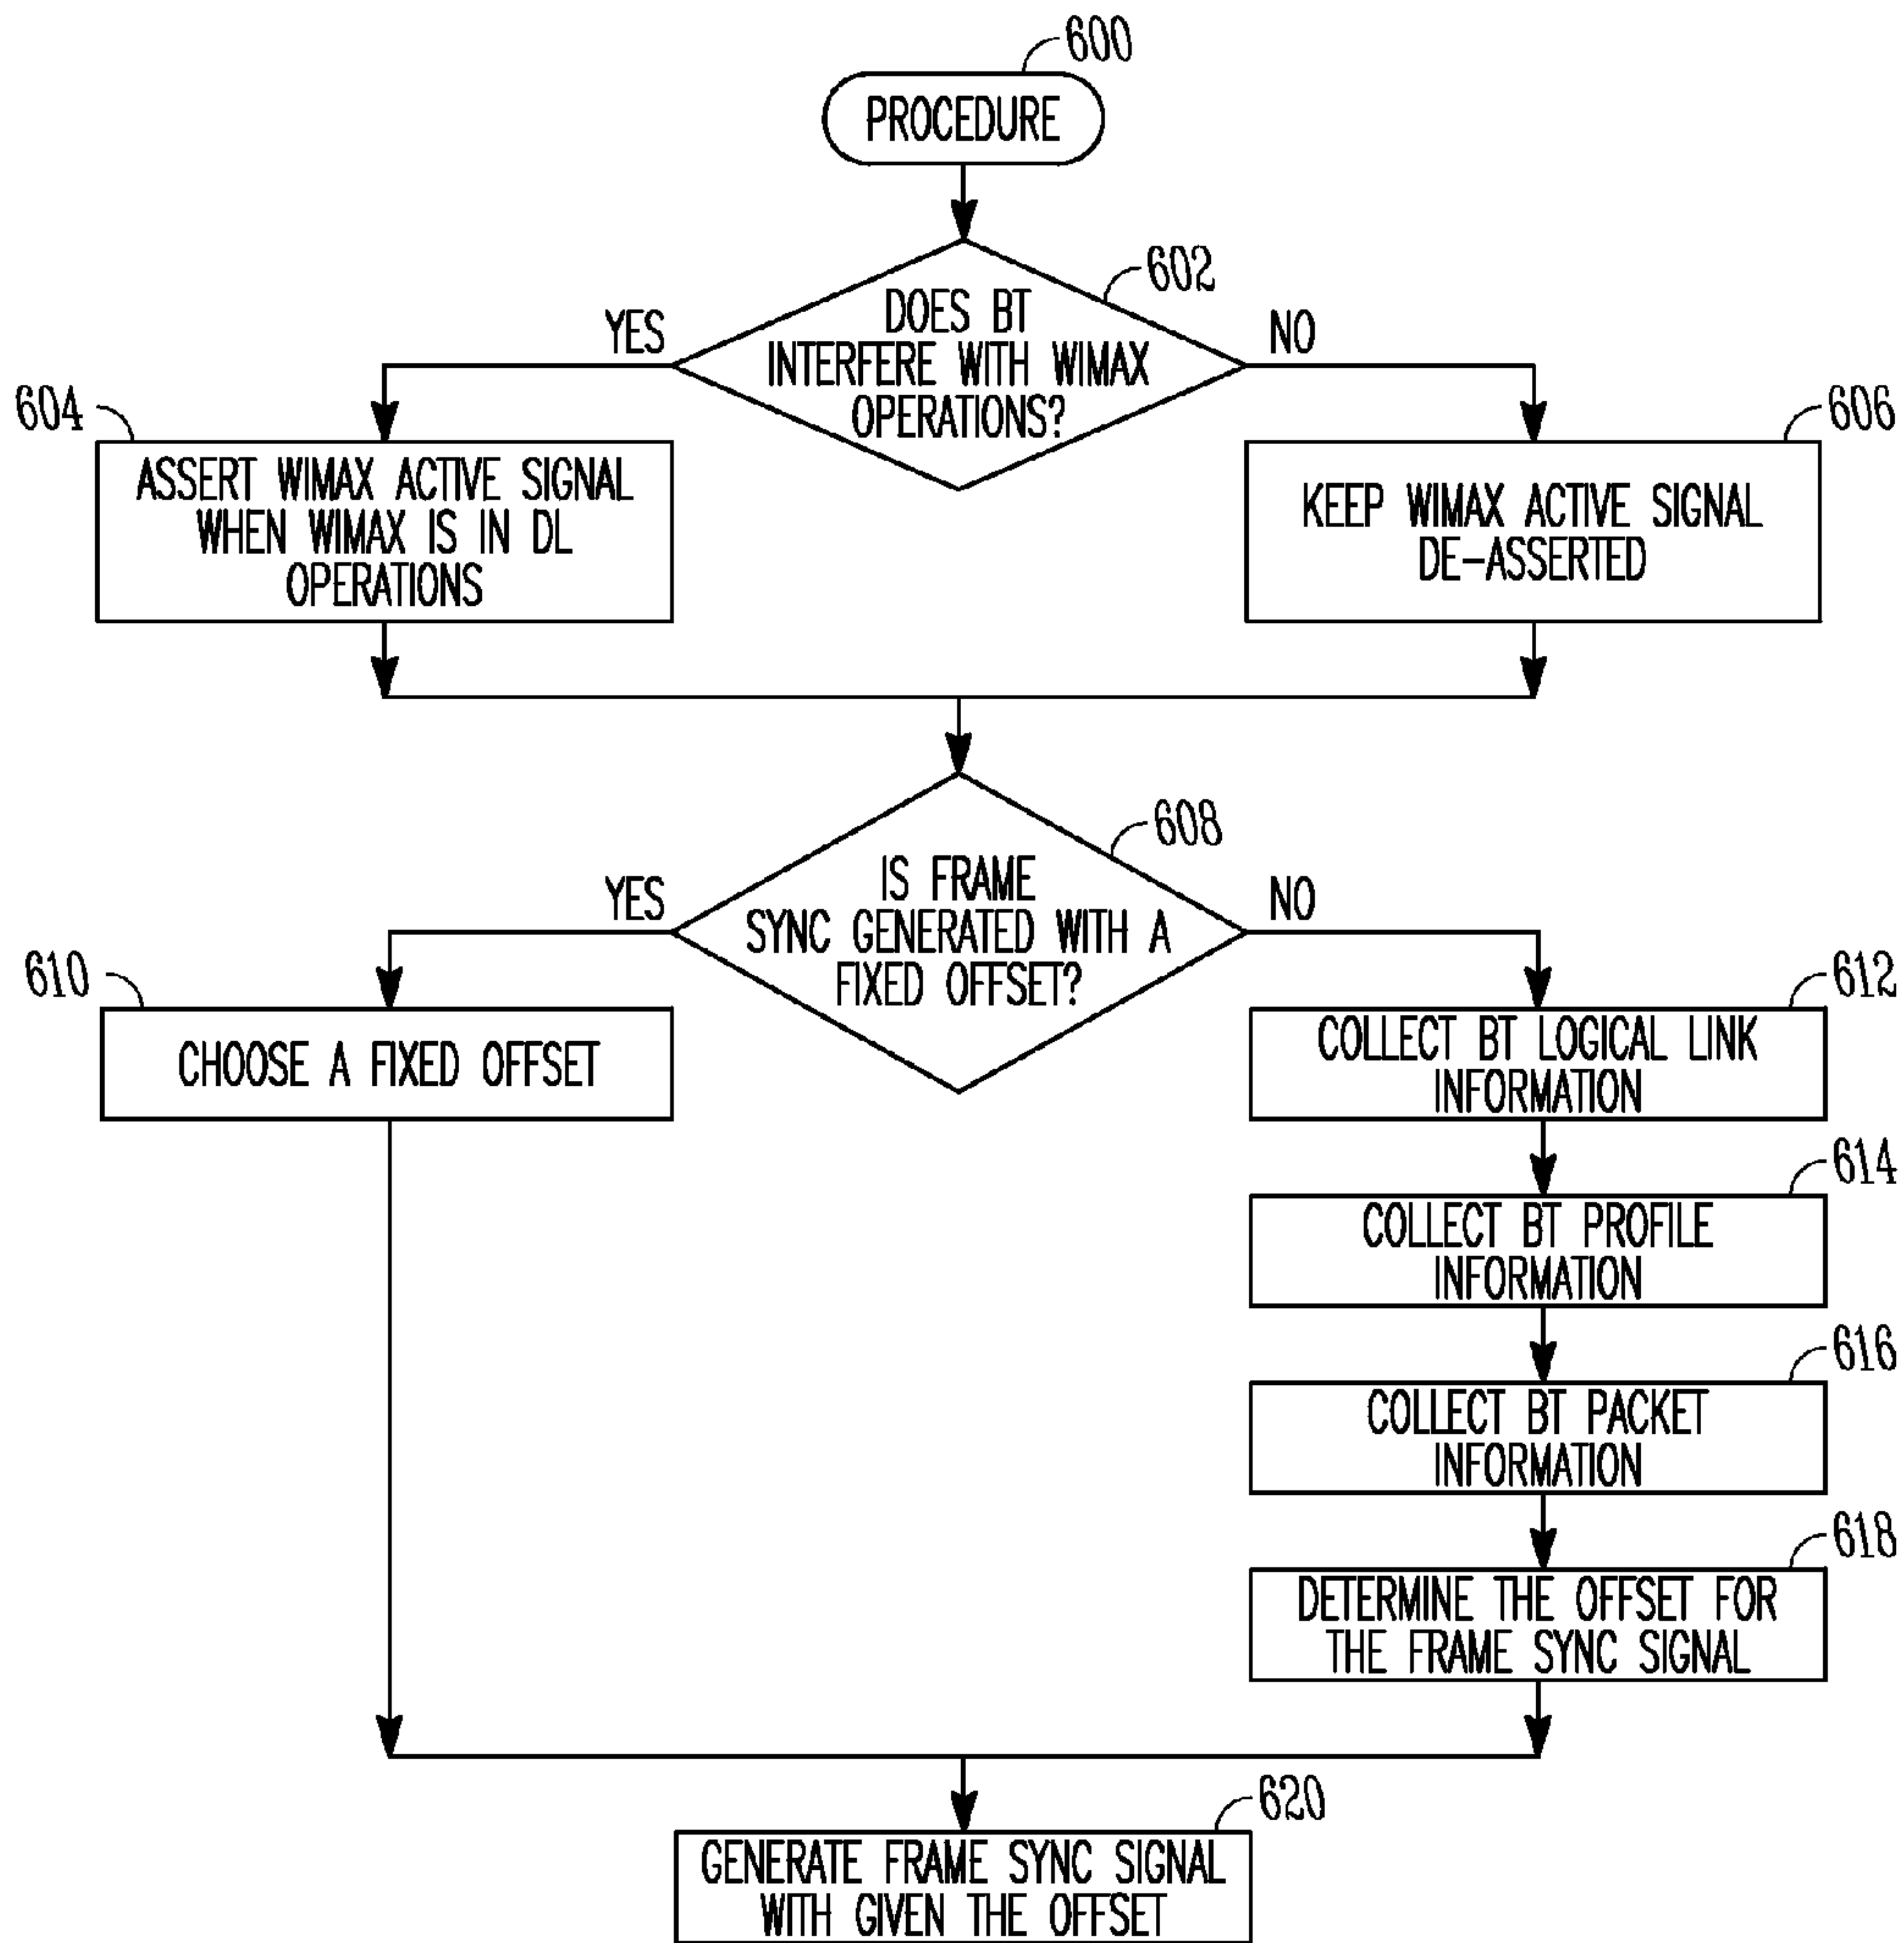 600
PROCEDURE
602
DOES BT
INTERFERE WITH WIMAX
OPERATIONS?
YES
NO
604
ASSERT WIMAX ACTIVE SIGNAL
WHEN WIMAX IS IN DL
OPERATIONS
606
KEEP WIMAX ACTIVE SIGNAL
DE-ASSERTED
608
IS FRAME
SYNC GENERATED WITH A
FIXED OFFSET?
YES
NO
610
CHOOSE A FIXED OFFSET
612
COLLECT BT LOGICAL LINK
INFORMATION
614
COLLECT BT PROFILE
INFORMATION
616
COLLECT BT PACKET
INFORMATION
618
DETERMINE THE OFFSET FOR
THE FRAME SYNC SIGNAL
620
GENERATE FRAME SYNC SIGNAL
WITH GIVEN THE OFFSET